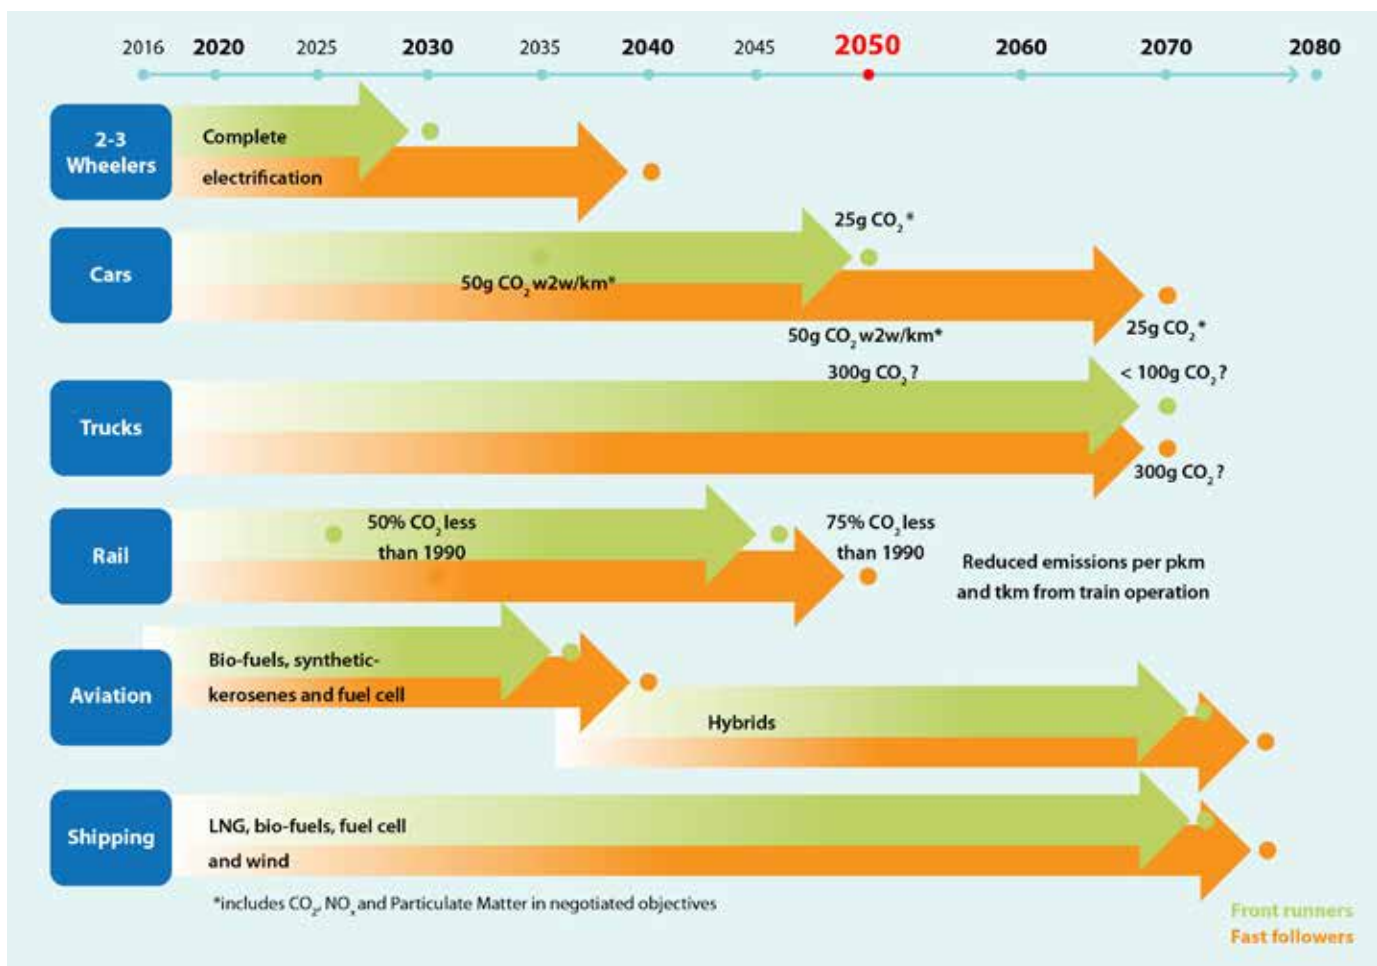 2016 2020 2025 2030 2035 2040 2045 2050 2060 2070 2080
2-3
Wheelers
Complete
electrification
Cars
25g CO₂*
50g CO₂ w2w/km*
25g CO₂*
50g CO₂ w2w/km*
Trucks
300g CO₂?
< 100g CO₂?
300g CO₂?
Rail
50% CO₂ less
than 1990
75% CO₂ less
than 1990
Reduced emissions per pkm
and tkm from train operation
Aviation
Bio-fuels, synthetic-
kerosenes and fuel cell
Hybrids
Shipping
LNG, bio-fuels, fuel cell
and wind
*includes CO₂, NOₓ and Particulate Matter in negotiated objectives
Front runners
Fast followers